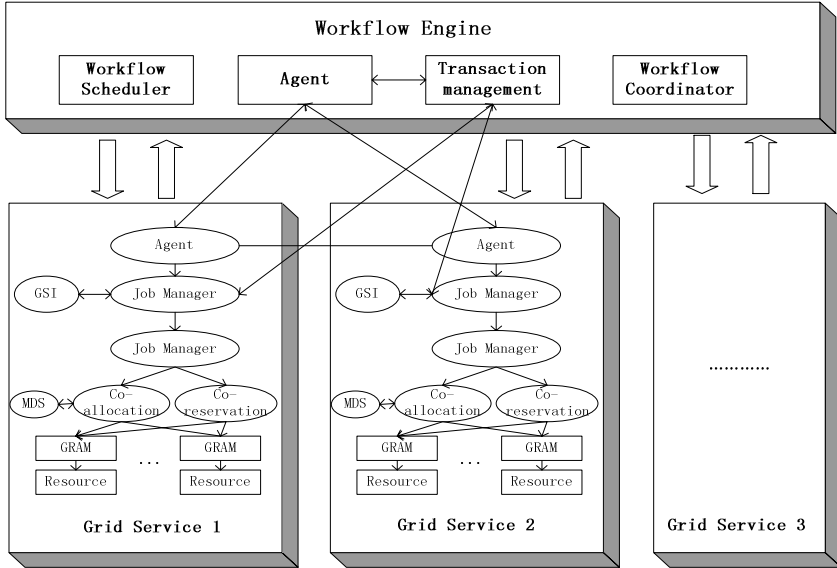 Workflow Engine
Workflow
Scheduler
Agent
Transaction
management
Workflow
Coordinator
Agent
GSI
Job Manager
Job Manager
MDS
Co-
allocation
Co-
reservation
GRAM
...
GRAM
Resource
Resource
Grid Service 1
Agent
GSI
Job Manager
Job Manager
MDS
Co-
allocation
Co-
reservation
GRAM
...
GRAM
Resource
Resource
Grid Service 2
…………
Grid Service 3